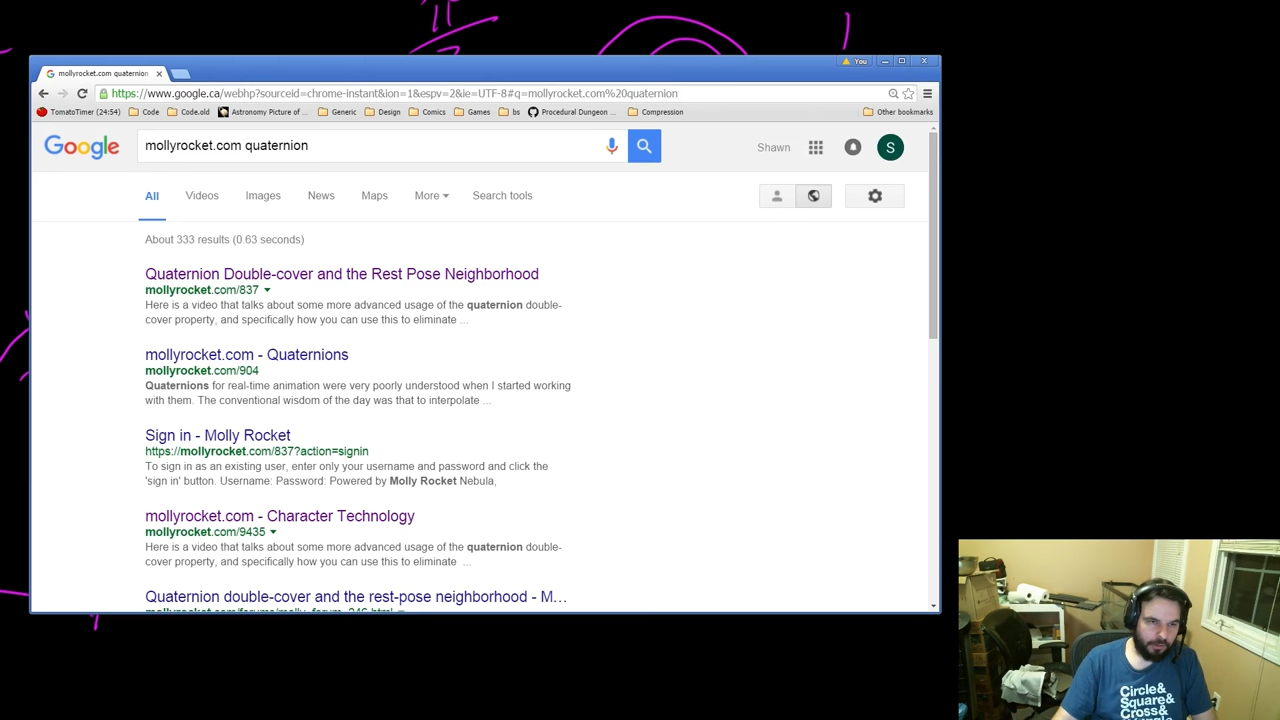 π
mollyrocket.com quaternion
You
https://www.google.ca/webhp?sourceid=chrome-instant&ion=1&espv=2&ie=UTF-8#q=mollyrocket.com%20quaternion
TomatoTimer (24:54) Code Code.old Astronomy Picture of ... Generic Design Comics Games bs Procedural Dungeon ... Compression Other bookmarks
Google
mollyrocket.com quaternion
Shawn
S
All Videos Images News Maps More Search tools
About 333 results (0.63 seconds)
Quaternion Double-cover and the Rest Pose Neighborhood
mollyrocket.com/837
Here is a video that talks about some more advanced usage of the quaternion double-
cover property, and specifically how you can use this to eliminate ...
mollyrocket.com - Quaternions
mollyrocket.com/904
Quaternions for real-time animation were very poorly understood when I started working
with them. The conventional wisdom of the day was that to interpolate ...
Sign in - Molly Rocket
https://mollyrocket.com/837?action=signin
To sign in as an existing user, enter only your username and password and click the
'sign in' button. Username: Password: Powered by Molly Rocket Nebula,
mollyrocket.com - Character Technology
mollyrocket.com/9435
Here is a video that talks about some more advanced usage of the quaternion double-
cover property, and specifically how you can use this to eliminate ...
Quaternion double-cover and the rest-pose neighborhood - M...
Circle&
Square&
Cross&